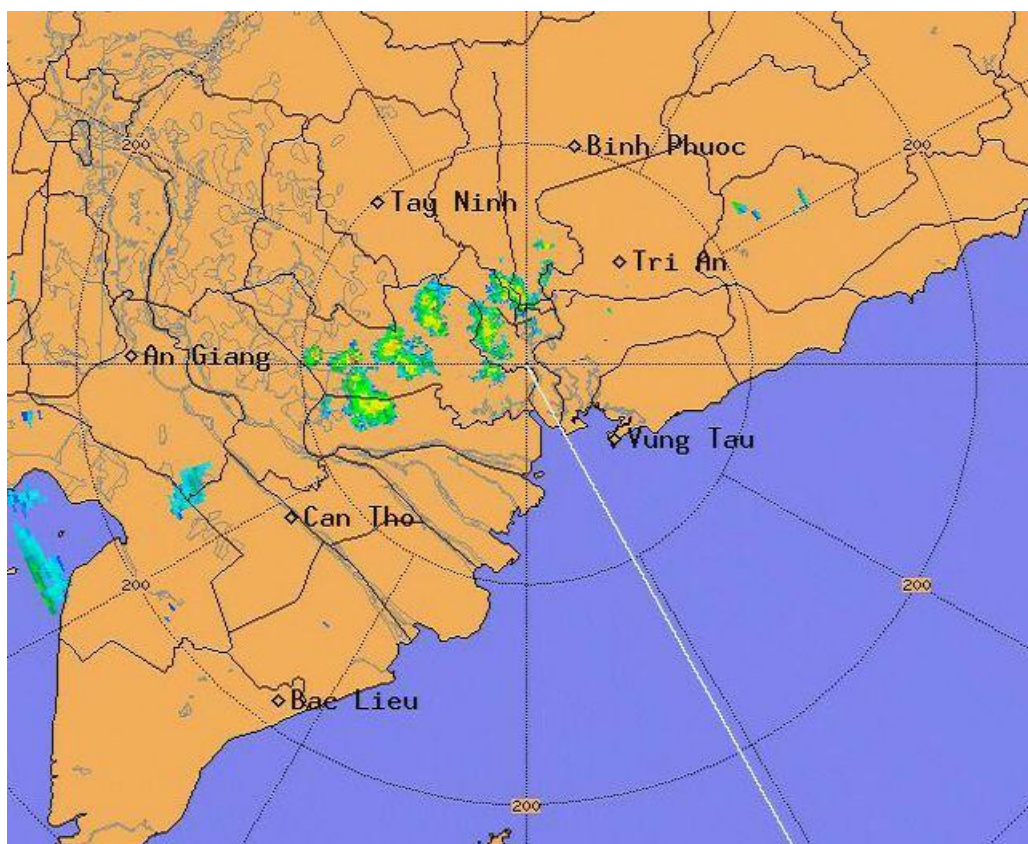 200
Binh Phuoc
200
Tay Ninh
Tri An
An Giang
Vung Tau
Can Tho
200
200
Bac Lieu
200